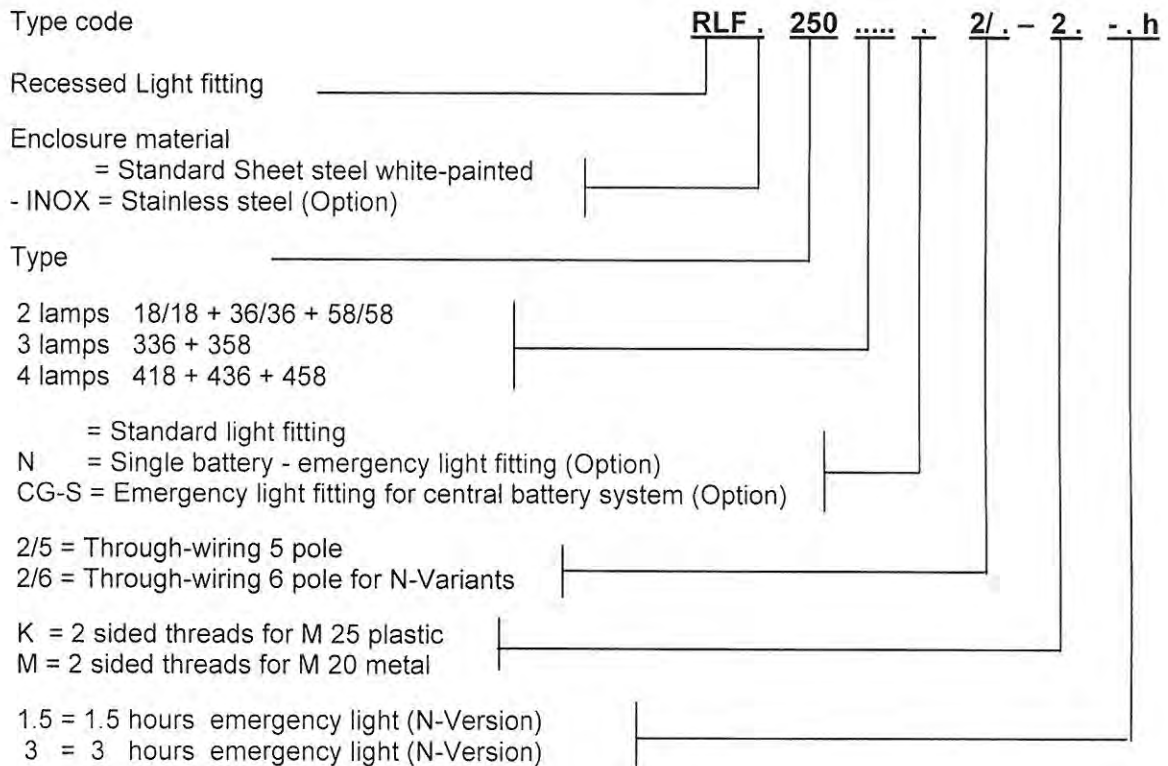 Type code RLF . 250 ..... . 2/ . – 2 . - . h
Recessed Light fitting
Enclosure material
= Standard Sheet steel white-painted
- INOX = Stainless steel (Option)
Type
2 lamps 18/18 + 36/36 + 58/58
3 lamps 336 + 358
4 lamps 418 + 436 + 458
= Standard light fitting
N = Single battery - emergency light fitting (Option)
CG-S = Emergency light fitting for central battery system (Option)
2/5 = Through-wiring 5 pole
2/6 = Through-wiring 6 pole for N-Variants
K = 2 sided threads for M 25 plastic
M = 2 sided threads for M 20 metal
1.5 = 1.5 hours emergency light (N-Version)
3 = 3 hours emergency light (N-Version)